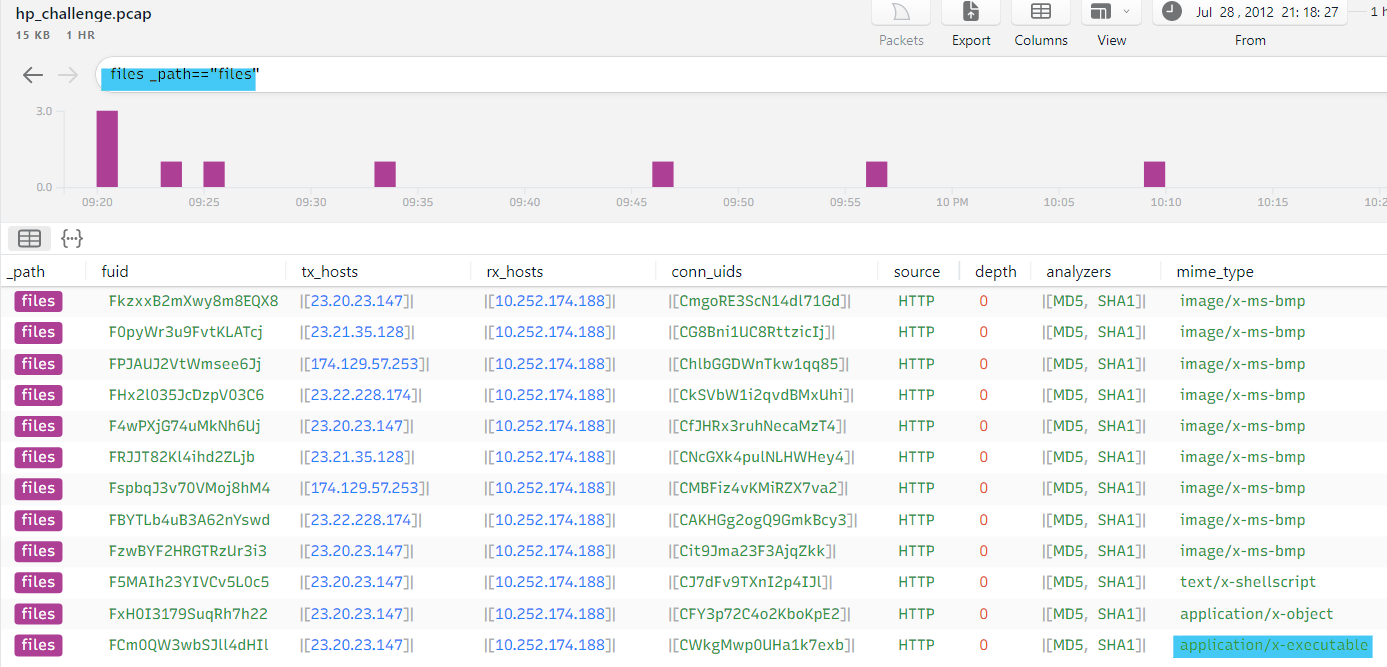 hp_challenge.pcap
15 KB 1 HR
Packets Export Columns View Jul 28 , 2012 21: 18: 27 From 1 h
files _path=="files"
3.0
0.0
09:20 09:25 09:30 09:35 09:40 09:45 09:50 09:55 10 PM 10:05 10:10 10:15 10:2
_path fuid tx_hosts rx_hosts conn_uids source depth analyzers mime_type
files FkzxxB2mXwy8m8EQX8 |[23.20.23.147]| |[10.252.174.188]| |[CmgoRE3ScN14dl71Gd]| HTTP 0 |[MD5, SHA1]| image/x-ms-bmp
files F0pyWr3u9FvtKLATcj |[23.21.35.128]| |[10.252.174.188]| |[CG8Bni1UC8RttzicIj]| HTTP 0 |[MD5, SHA1]| image/x-ms-bmp
files FPJAUJ2VtWmsee6Jj |[174.129.57.253]| |[10.252.174.188]| |[ChlbGGDWnTkw1qq85]| HTTP 0 |[MD5, SHA1]| image/x-ms-bmp
files FHx2l035JcDzpV03C6 |[23.22.228.174]| |[10.252.174.188]| |[CkSVbW1i2qvdBMxUhi]| HTTP 0 |[MD5, SHA1]| image/x-ms-bmp
files F4wPXjG74uMkNh6Uj |[23.20.23.147]| |[10.252.174.188]| |[CfJHRx3ruhNecaMzT4]| HTTP 0 |[MD5, SHA1]| image/x-ms-bmp
files FRJJT82Kl4ihd2ZLjb |[23.21.35.128]| |[10.252.174.188]| |[CNcGXk4pulNLHWHey4]| HTTP 0 |[MD5, SHA1]| image/x-ms-bmp
files FspbqJ3v70VMoj8hM4 |[174.129.57.253]| |[10.252.174.188]| |[CMBFiz4vKMiRZX7va2]| HTTP 0 |[MD5, SHA1]| image/x-ms-bmp
files FBYTLb4uB3A62nYswd |[23.22.228.174]| |[10.252.174.188]| |[CAKHGg2ogQ9GmkBcy3]| HTTP 0 |[MD5, SHA1]| image/x-ms-bmp
files FzwBYF2HRGTRzUr3i3 |[23.20.23.147]| |[10.252.174.188]| |[Cit9Jma23F3AjqZkk]| HTTP 0 |[MD5, SHA1]| image/x-ms-bmp
files F5MAIh23YIVCv5L0c5 |[23.20.23.147]| |[10.252.174.188]| |[CJ7dFv9TXnI2p4IJl]| HTTP 0 |[MD5, SHA1]| text/x-shellscript
files FxH0I3179SuqRh7h22 |[23.20.23.147]| |[10.252.174.188]| |[CFY3p72C4o2KboKpE2]| HTTP 0 |[MD5, SHA1]| application/x-object
files FCm0QW3wbSJll4dHIl |[23.20.23.147]| |[10.252.174.188]| |[CWkgMwp0UHa1k7exb]| HTTP 0 |[MD5, SHA1]| application/x-executable